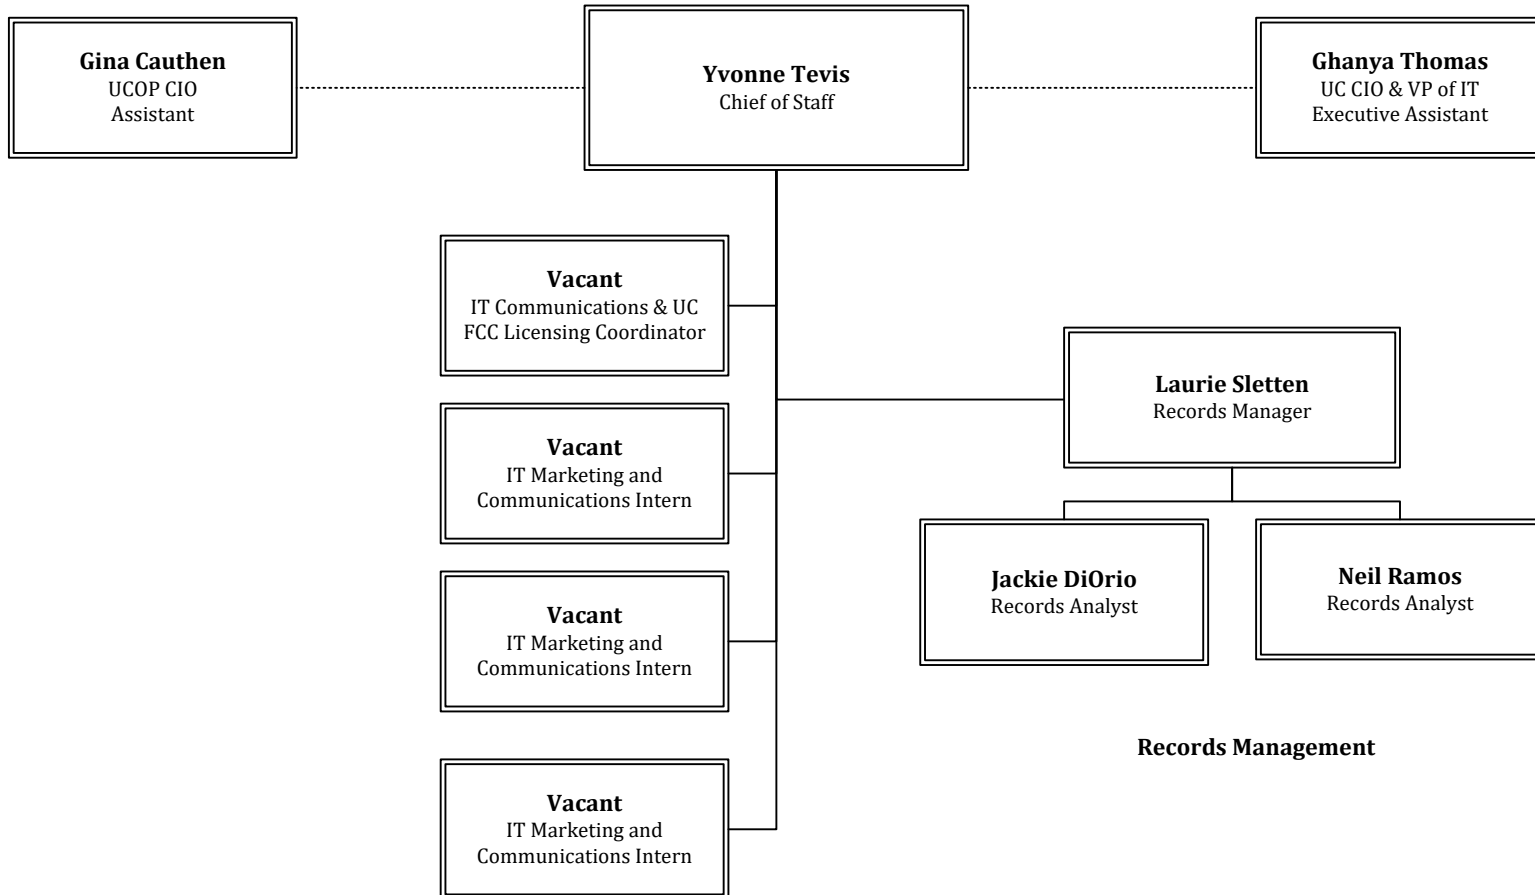 Gina Cauthen
UCOP CIO
Assistant
Yvonne Tevis
Chief of Staff
Ghanya Thomas
UC CIO & VP of IT
Executive Assistant
Vacant
IT Communications & UC
FCC Licensing Coordinator
Vacant
IT Marketing and
Communications Intern
Vacant
IT Marketing and
Communications Intern
Vacant
IT Marketing and
Communications Intern
Laurie Sletten
Records Manager
Jackie DiOrio
Records Analyst
Neil Ramos
Records Analyst
Records Management